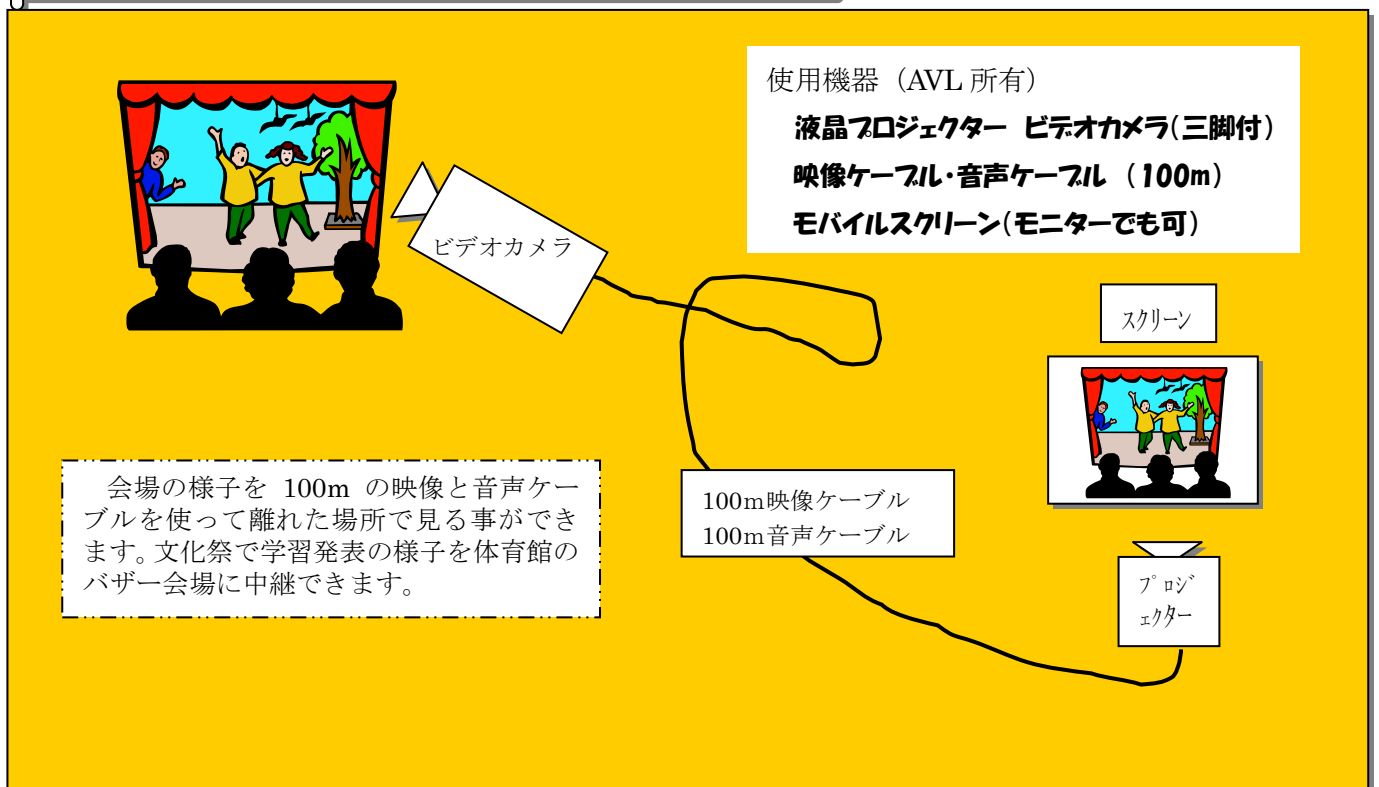 使用機器（AVL 所有）
液晶プロジェクター ビデオカメラ(三脚付)
映像ケーブル・音声ケーブル （100m）
モバイルスクリーン(モニターでも可)
ビデオカメラ
スクリーン
会場の様子を 100m の映像と音声ケー
ブルを使って離れた場所で見る事ができ
ます。文化祭で学習発表の様子を体育館の
バザー会場に中継できます。
100m映像ケーブル
100m音声ケーブル
プロジ
ェクター